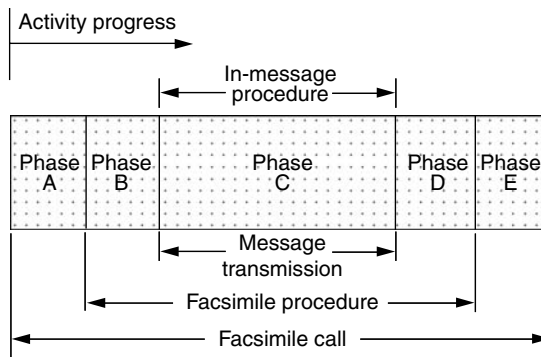 Activity progress
In-message
procedure
Phase
A
Phase
B
Phase
C
Phase
D
Phase
E
Message
transmission
Facsimile procedure
Facsimile call